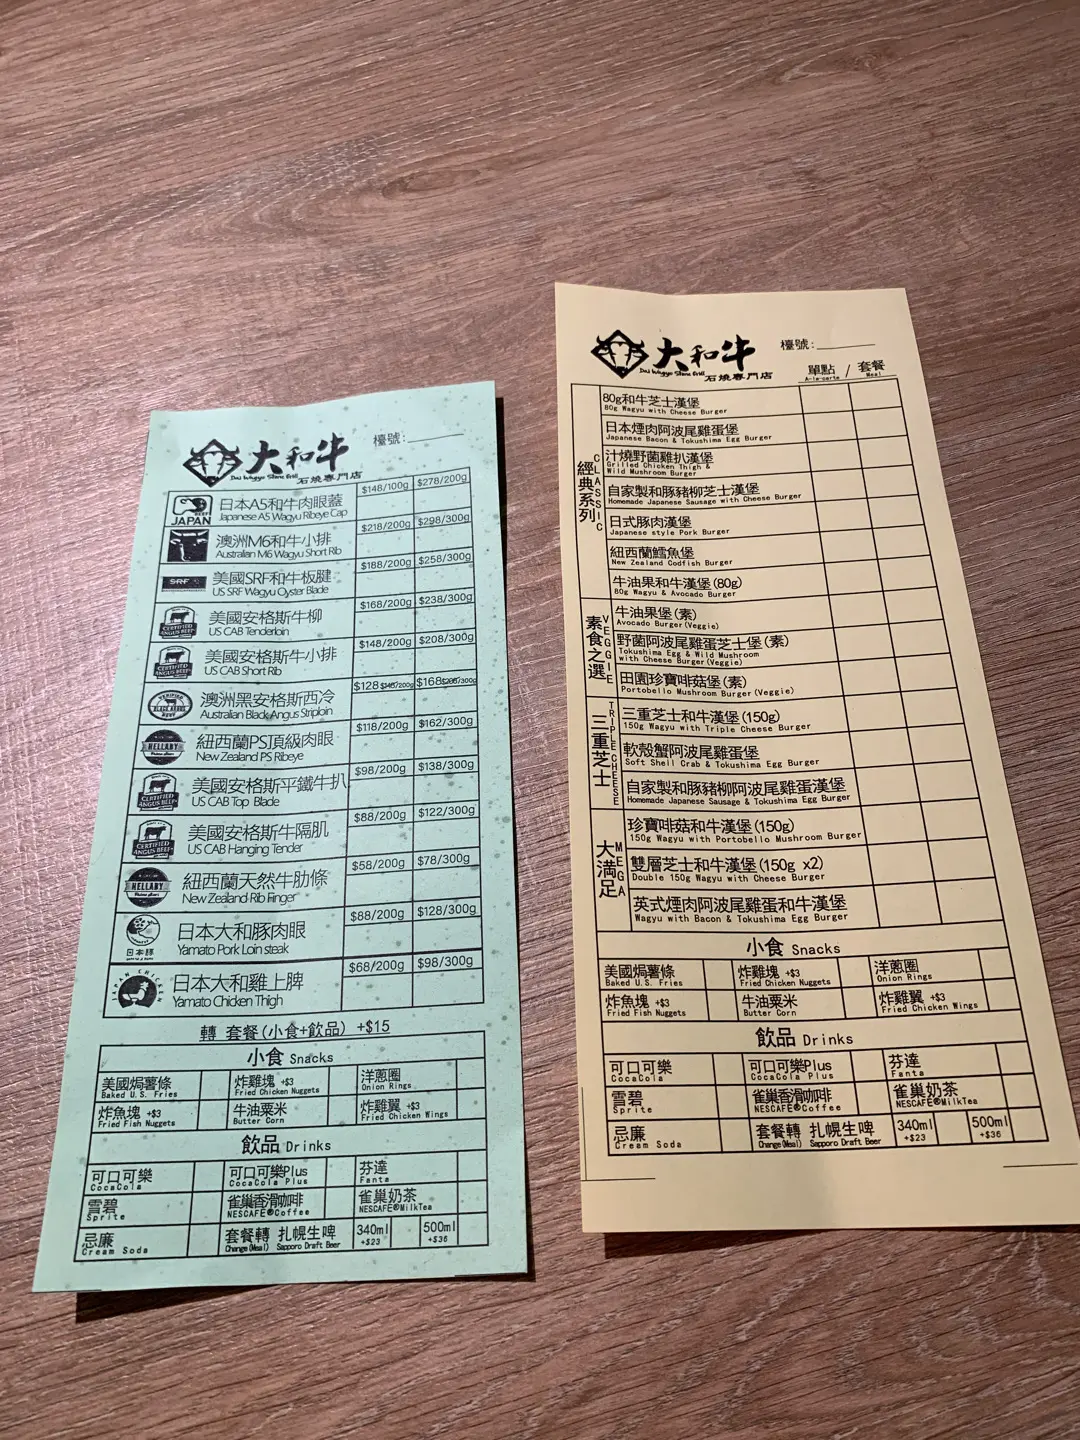 大和牛
Dai Wagyu Stone Grill
石燒專門店
檯號:
JAPAN
日本A5和牛肉眼蓋
Japanese A5 Wagyu Ribeye Cap
$148/100g $278/200g
澳洲M6和牛小排
Australian M6 Wagyu Short Rib
$218/200g $298/300g
SRF
美國SRF和牛板腱
US SRF Wagyu Oyster Blade
$188/200g $258/300g
CERTIFIED ANGUS BEEF
美國安格斯牛柳
US CAB Tenderloin
$168/200g $238/300g
CERTIFIED ANGUS BEEF
美國安格斯牛小排
US CAB Short Rib
$148/200g $208/300g
澳洲黑安格斯西冷
Australian Black Angus Striploin
$128 /200g $168 /300g
HELLABY
紐西蘭PS頂級肉眼
New Zealand PS Ribeye
$118/200g $162/300g
CERTIFIED ANGUS BEEF
美國安格斯平鐵牛扒
US CAB Top Blade
$98/200g $138/300g
CERTIFIED ANGUS BEEF
美國安格斯牛隔肌
US CAB Hanging Tender
$88/200g $122/300g
HELLABY
紐西蘭天然牛肋條
New Zealand Rib Finger
$58/200g $78/300g
日本豚
日本大和豚肉眼
Yamato Pork Loin steak
$88/200g $128/300g
JAPAN CHICKEN
日本大和雞上脾
Yamato Chicken Thigh
$68/200g $98/300g
轉 套餐(小食+飲品) +$15
小食 Snacks
美國焗薯條 炸雞塊 +$3 洋蔥圈
Baked U.S. Fries Fried Chicken Nuggets Onion Rings
炸魚塊 +$3 牛油粟米 炸雞翼 +$3
Fried Fish Nuggets Butter Corn Fried Chicken Wings
飲品 Drinks
可口可樂 可口可樂Plus 芬達
CocaCola CocaCola Plus Fanta
雪碧 雀巢香滑咖啡 雀巢奶茶
Sprite NESCAFE®Coffee NESCAFE®MilkTea
忌廉 套餐轉 扎幌生啤 340ml 500ml
Cream Soda Change(Meal) Sapporo Draft Beer +$23 +$36
大和牛
Dai Wagyu Stone Grill
石燒專門店
檯號:
單點 / 套餐
A-la-carte Meal
經典系列
CLASSIC
80g和牛芝士漢堡
80g Wagyu with Cheese Burger
日本煙肉阿波尾雞蛋堡
Japanese Bacon & Tokushima Egg Burger
汁燒野菌雞扒漢堡
Grilled Chicken Thigh &
Wild Mushroom Burger
自家製和豚豬柳芝士漢堡
Homemade Japanese Sausage with Cheese Burger
日式豚肉漢堡
Japanese style Pork Burger
紐西蘭鱈魚堡
New Zealand Codfish Burger
牛油果和牛漢堡(80g)
80g Wagyu & Avocado Burger
素食之選
VEGGIE
牛油果堡(素)
Avocado Burger(Veggie)
野菌阿波尾雞蛋芝士堡(素)
Tokushima Egg & Wild Mushroom
with Cheese Burger(Veggie)
田園珍寶啡菇堡(素)
Portobello Mushroom Burger(Veggie)
三重芝士
TRIPLE CHEESE
三重芝士和牛漢堡(150g)
150g Wagyu with Triple Cheese Burger
軟殼蟹阿波尾雞蛋堡
Soft Shell Crab & Tokushima Egg Burger
自家製和豚豬柳阿波尾雞蛋漢堡
Homemade Japanese Sausage & Tokushima Egg Burger
大滿足
MEGA
珍寶啡菇和牛漢堡(150g)
150g Wagyu with Portobello Mushroom Burger
雙層芝士和牛漢堡(150g x2)
Double 150g Wagyu with Cheese Burger
英式煙肉阿波尾雞蛋和牛漢堡
Wagyu with Bacon & Tokushima Egg Burger
小食 Snacks
美國焗薯條 炸雞塊 +$3 洋蔥圈
Baked U.S. Fries Fried Chicken Nuggets Onion Rings
炸魚塊 +$3 牛油粟米 炸雞翼 +$3
Fried Fish Nuggets Butter Corn Fried Chicken Wings
飲品 Drinks
可口可樂 可口可樂Plus 芬達
CocaCola CocaCola Plus Fanta
雪碧 雀巢香滑咖啡 雀巢奶茶
Sprite NESCAFE®Coffee NESCAFE®MilkTea
忌廉 套餐轉 扎幌生啤 340ml 500ml
Cream Soda Change(Meal) Sapporo Draft Beer +$23 +$36